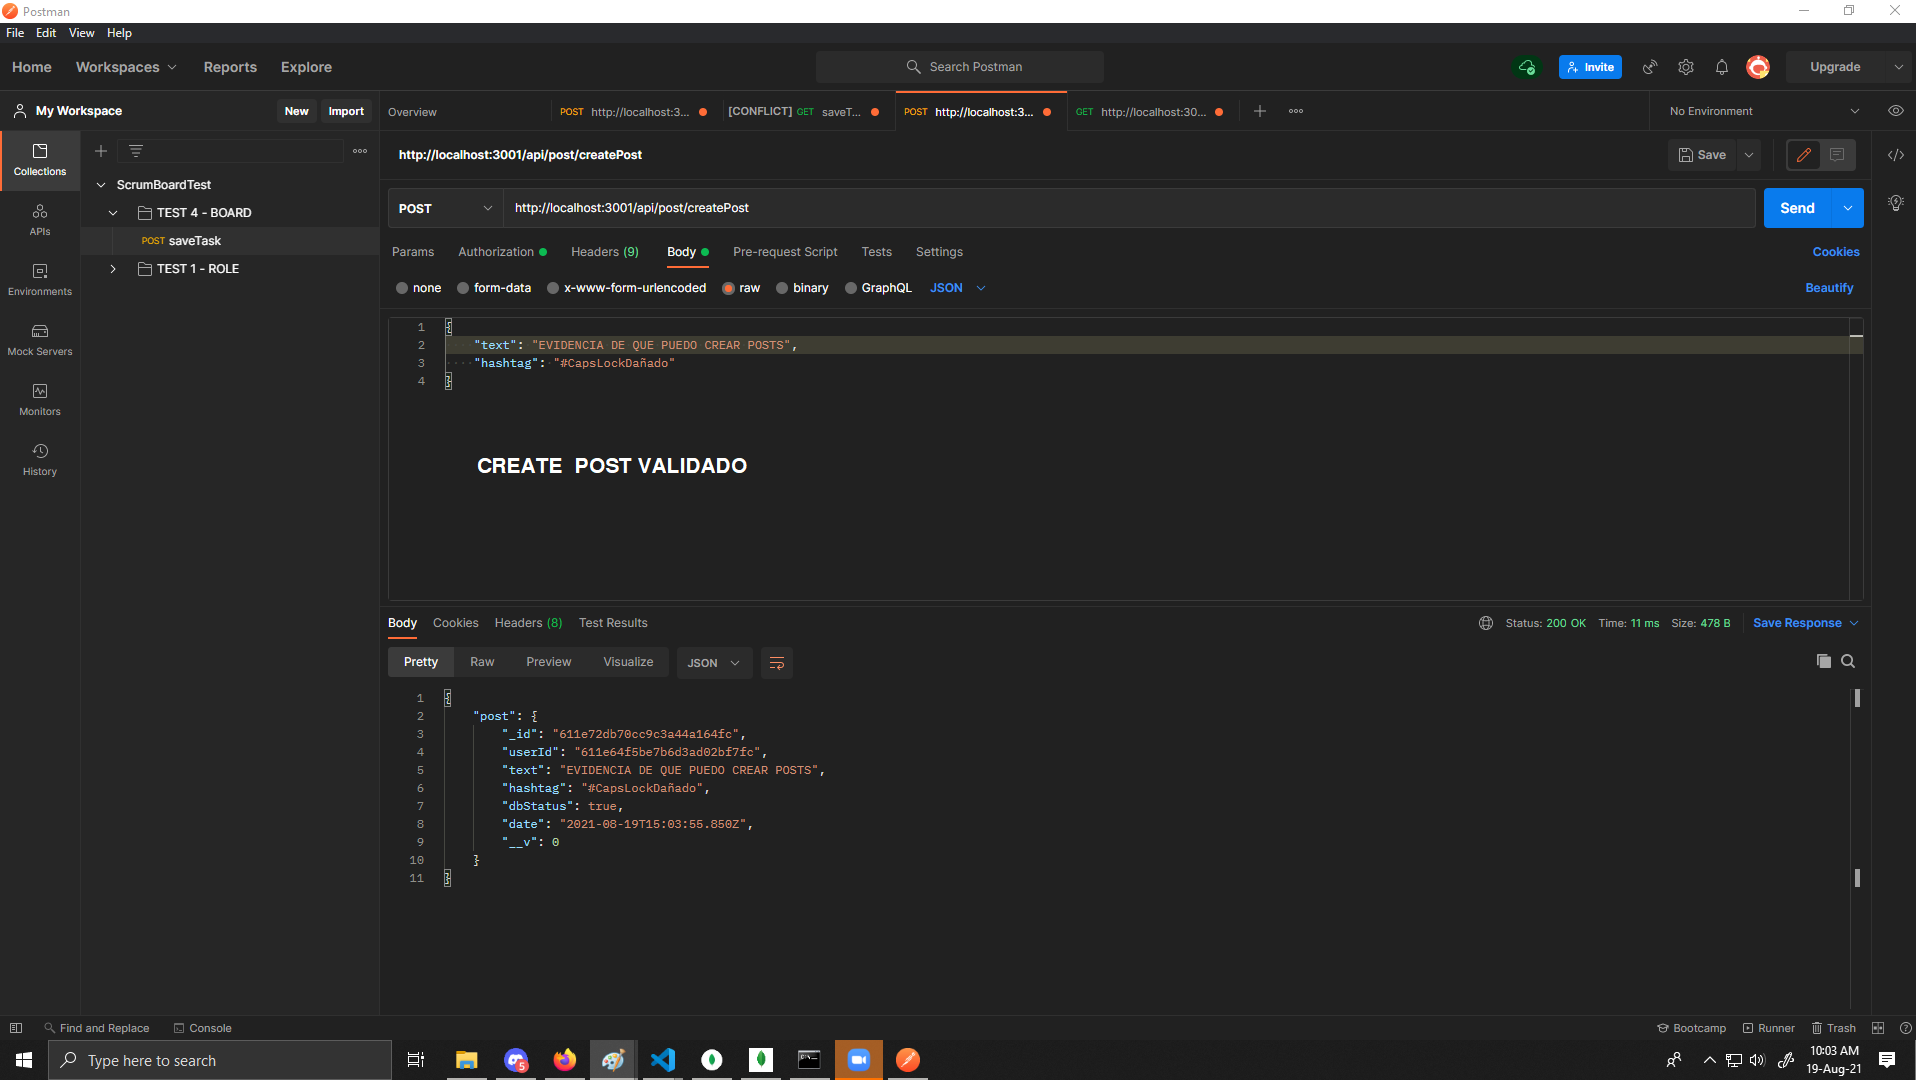 Postman
File Edit View Help
Home Workspaces Reports Explore Search Postman Invite Upgrade
My Workspace New Import Overview POST http://localhost:3... [CONFLICT] GET saveT... POST http://localhost:3... GET http://localhost:30... No Environment
http://localhost:3001/api/post/createPost Save
Collections
ScrumBoardTest
TEST 4 - BOARD
POST saveTask
TEST 1 - ROLE
APIs
Environments
Mock Servers
Monitors
History
POST http://localhost:3001/api/post/createPost Send
Params Authorization Headers (9) Body Pre-request Script Tests Settings Cookies
none form-data x-www-form-urlencoded raw binary GraphQL JSON Beautify
1 {
2 "text": "EVIDENCIA DE QUE PUEDO CREAR POSTS",
3 "hashtag": "#CapsLockDañado"
4 }
CREATE POST VALIDADO
Body Cookies Headers (8) Test Results Status: 200 OK Time: 11 ms Size: 478 B Save Response
Pretty Raw Preview Visualize JSON
1 {
2 "post": {
3 "_id": "611e72db70cc9c3a44a164fc",
4 "userId": "611e64f5be7b6d3ad02bf7fc",
5 "text": "EVIDENCIA DE QUE PUEDO CREAR POSTS",
6 "hashtag": "#CapsLockDañado",
7 "dbStatus": true,
8 "date": "2021-08-19T15:03:55.850Z",
9 "__v": 0
10 }
11 }
Find and Replace Console Bootcamp Runner Trash
Type here to search
5
10:03 AM
19-Aug-21